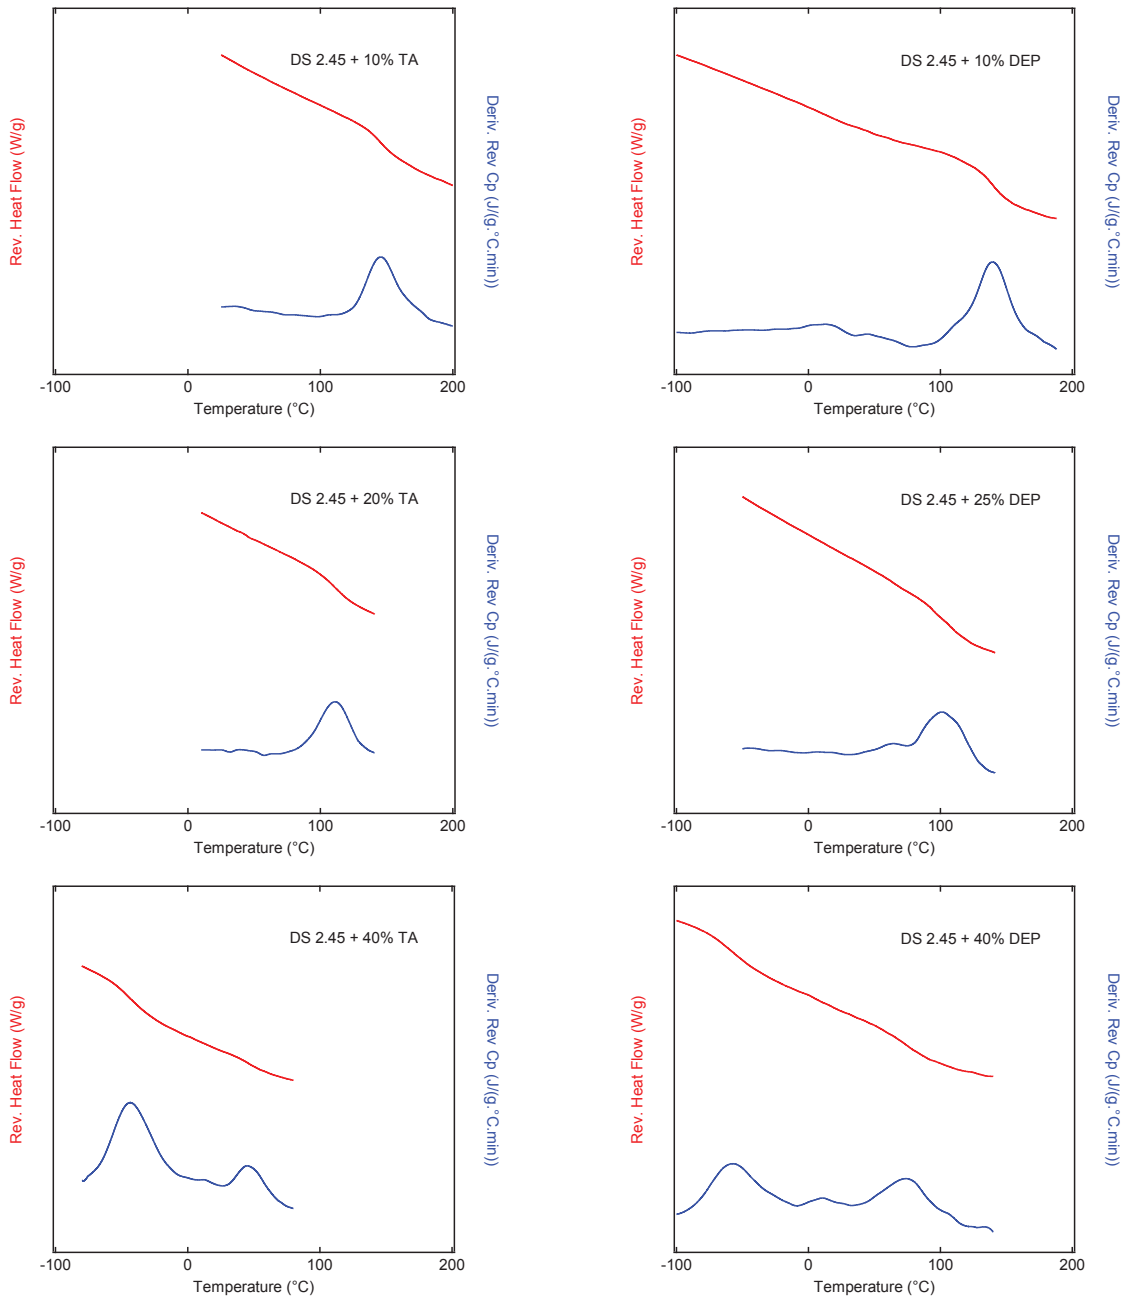 DS 2.45 + 10% TA
Rev. Heat Flow (W/g)
Deriv. Rev Cp (J/(g.°C.min))
-100 0 100 200
Temperature (°C)
DS 2.45 + 10% DEP
Rev. Heat Flow (W/g)
Deriv. Rev Cp (J/(g.°C.min))
-100 0 100 200
Temperature (°C)
DS 2.45 + 20% TA
Rev. Heat Flow (W/g)
Deriv. Rev Cp (J/(g.°C.min))
-100 0 100 200
Temperature (°C)
DS 2.45 + 25% DEP
Rev. Heat Flow (W/g)
Deriv. Rev Cp (J/(g.°C.min))
-100 0 100 200
Temperature (°C)
DS 2.45 + 40% TA
Rev. Heat Flow (W/g)
Deriv. Rev Cp (J/(g.°C.min))
-100 0 100 200
Temperature (°C)
DS 2.45 + 40% DEP
Rev. Heat Flow (W/g)
Deriv. Rev Cp (J/(g.°C.min))
-100 0 100 200
Temperature (°C)